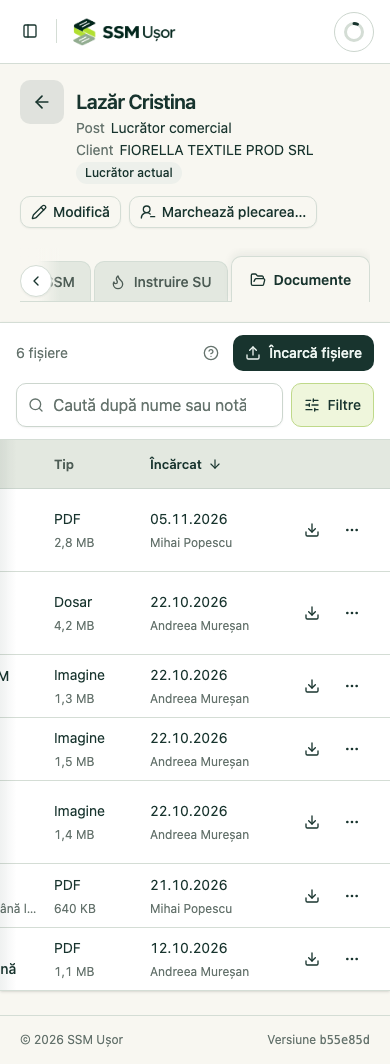 SSM Ușor
Lazăr Cristina
Post Lucrător comercial
Client FIORELLA TEXTILE PROD SRL
Lucrător actual
Modifică
Marchează plecarea...
SSM
Instruire SU
Documente
6 fișiere
Încarcă fișiere
Caută după nume sau notă
Filtre
Tip
Încărcat
PDF
05.11.2026
2,8 MB
Mihai Popescu
Dosar
22.10.2026
4,2 MB
Andreea Mureșan
M
Imagine
22.10.2026
1,3 MB
Andreea Mureșan
Imagine
22.10.2026
1,5 MB
Andreea Mureșan
Imagine
22.10.2026
1,4 MB
Andreea Mureșan
PDF
21.10.2026
ână l...
640 KB
Mihai Popescu
PDF
12.10.2026
nă
1,1 MB
Andreea Mureșan
© 2026 SSM Ușor
Versiune b55e85d